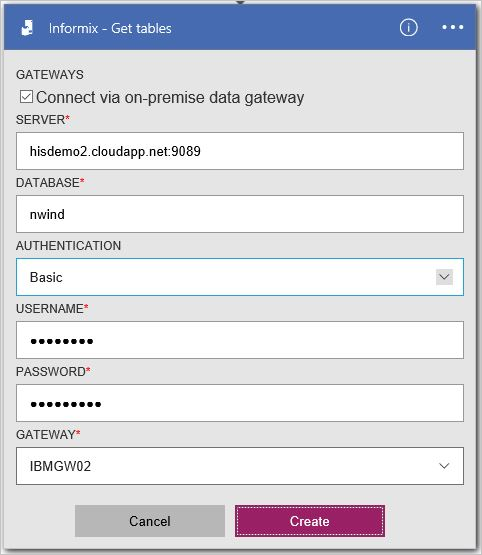 Informix - Get tables
GATEWAYS
Connect via on-premise data gateway
SERVER*
hisdemo2.cloudapp.net:9089
DATABASE*
nwind
AUTHENTICATION
Basic
USERNAME*
●●●●●●●●
PASSWORD*
●●●●●●●●●
GATEWAY*
IBMGW02
Cancel
Create